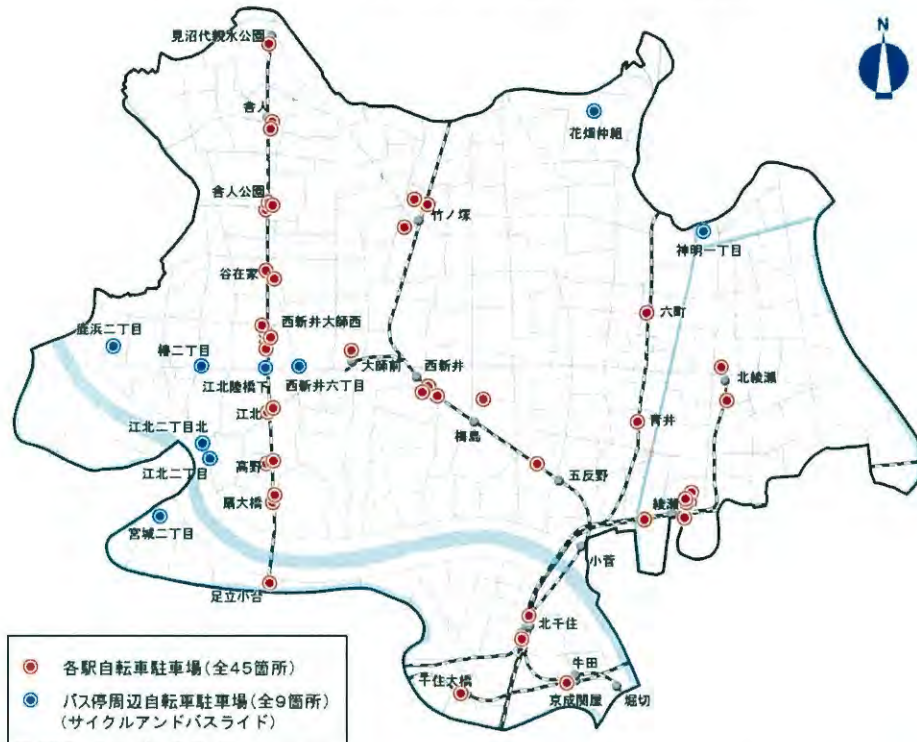 見沼代親水公園
N
舎人
花畑仲組
舎人公園
竹ノ塚
神明一丁目
谷在家
六町
西新井大師西
鹿浜二丁目
椿二丁目
大師前
西新井
北綾瀬
江北陸橋下
西新井六丁目
江北
青井
江北二丁目北
梅島
高野
江北二丁目
五反野
扇大橋
綾瀬
宮城二丁目
小菅
足立小台
北千住
牛田
千住大橋
京成関屋
堀切
各駅自転車駐車場(全45箇所)
バス停周辺自転車駐車場(全9箇所)
(サイクルアンドバスライド)